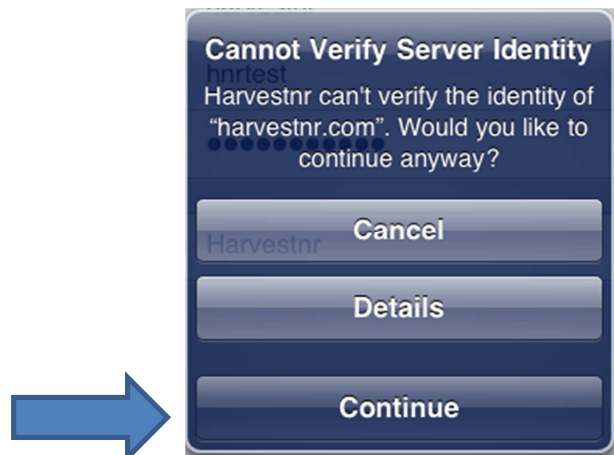 Cannot Verify Server Identity
hnrtest
Harvestnr can't verify the identity of
“harvestnr.com”. Would you like to
continue anyway?
Cancel
Harvestnr
Details
Continue